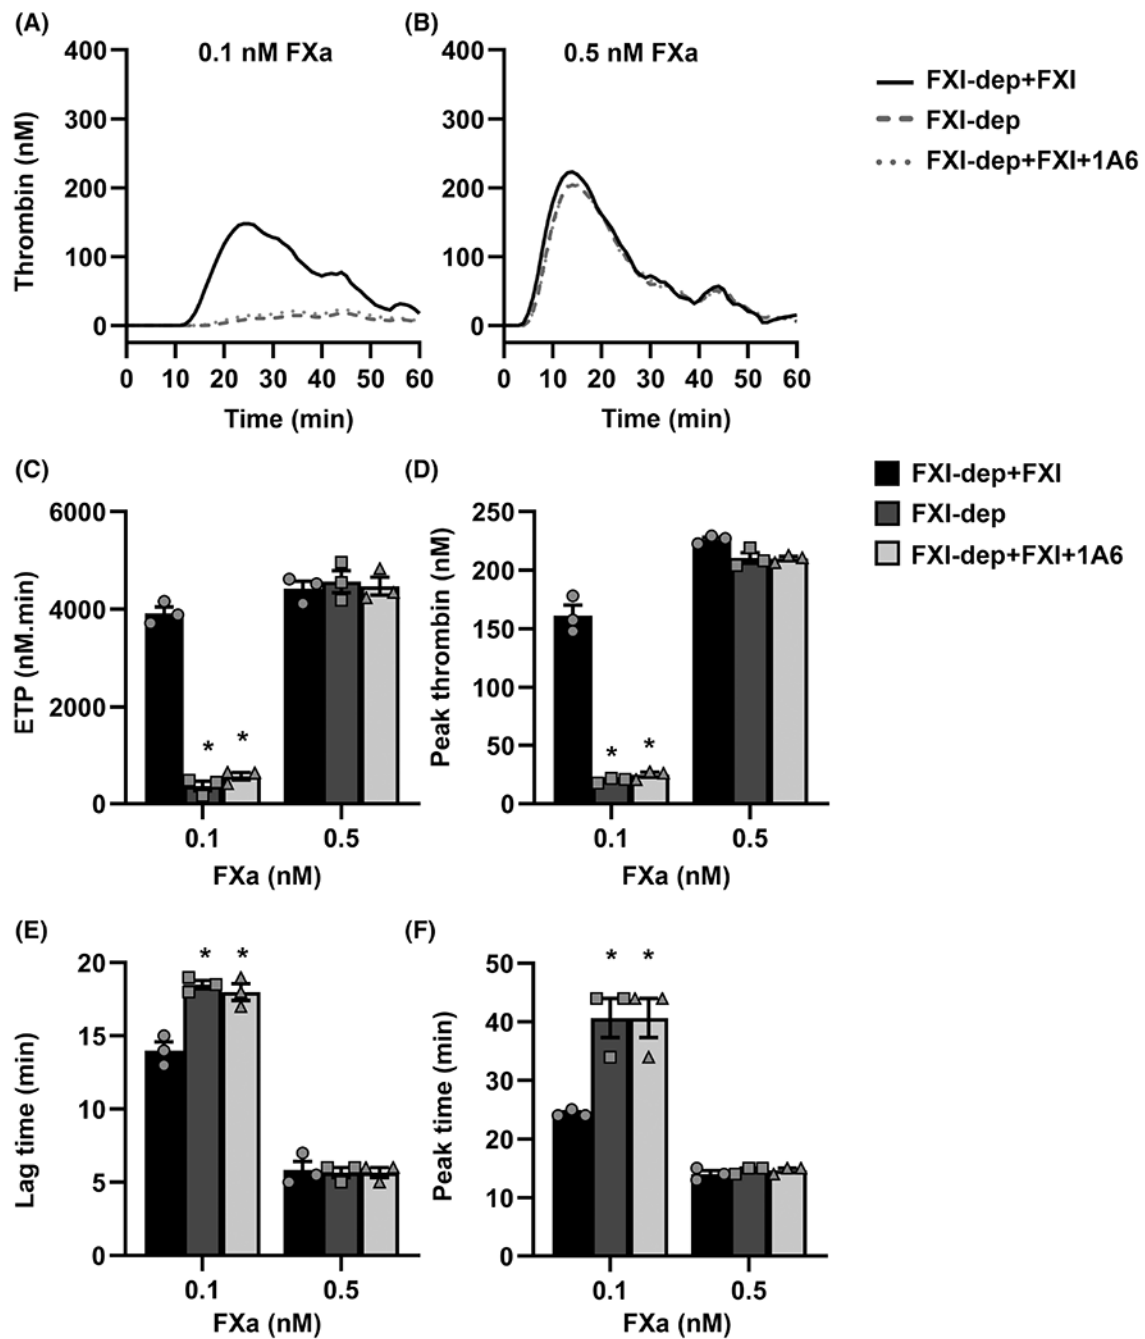 (A)
(B)
0.1 nM FXa
0.5 nM FXa
400
300
200
100
0
Thrombin (nM)
0 10 20 30 40 50 60
Time (min)
400
300
200
100
0
0 10 20 30 40 50 60
Time (min)
FXI-dep+FXI
FXI-dep
FXI-dep+FXI+1A6
(C)
(D)
6000
4000
2000
0
ETP (nM.min)
* *
0.1 0.5
FXa (nM)
250
200
150
100
50
0
Peak thrombin (nM)
* *
0.1 0.5
FXa (nM)
FXI-dep+FXI
FXI-dep
FXI-dep+FXI+1A6
(E)
(F)
20
15
10
5
0
Lag time (min)
* *
0.1 0.5
FXa (nM)
50
40
30
20
10
0
Peak time (min)
* *
0.1 0.5
FXa (nM)